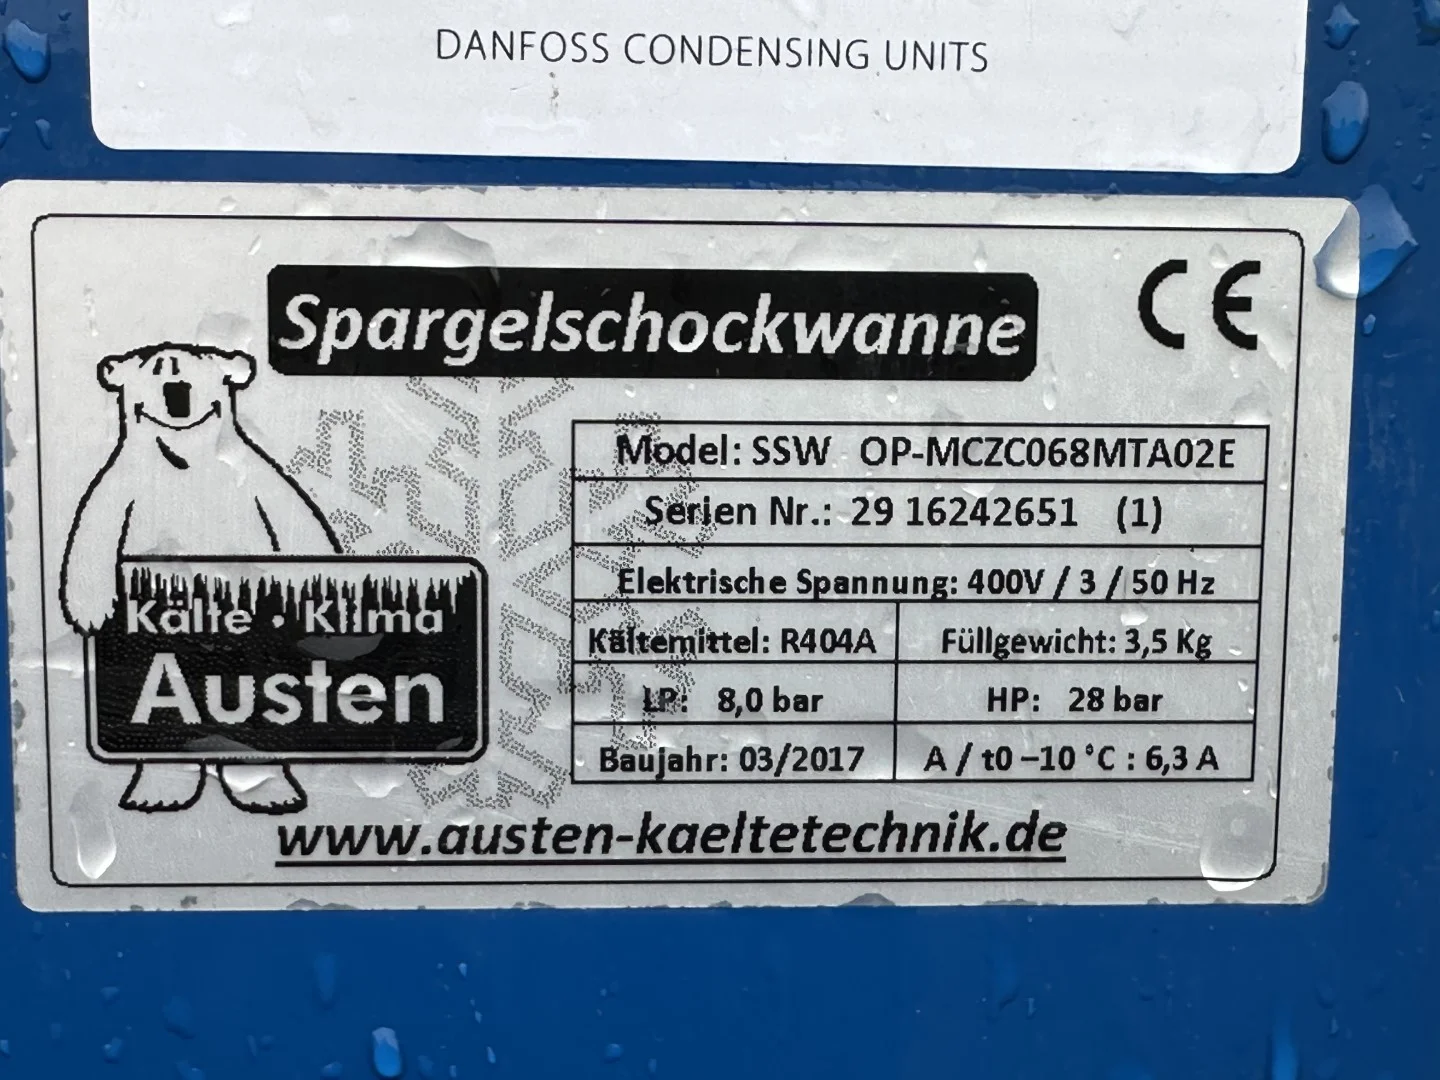 DANFOSS CONDENSING UNITS
Spargelschockwanne
CE
Model: SSW OP-MCZC068MTA02E
Serien Nr.: 29 16242651 (1)
Elektrische Spannung: 400V / 3 / 50 Hz
Kältemittel: R404A Füllgewicht: 3,5 Kg
LP: 8,0 bar HP: 28 bar
Baujahr: 03/2017 A / t0 –10 °C : 6,3 A
Kälte · Klima
Austen
www.austen-kaeltetechnik.de